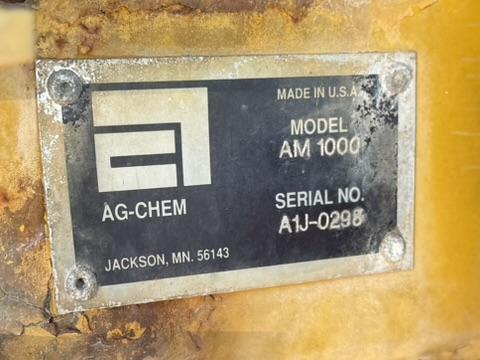 MADE IN U.S.A.
MODEL
AM 1000
AG-CHEM
SERIAL NO.
A1J-0298
JACKSON, MN. 56143